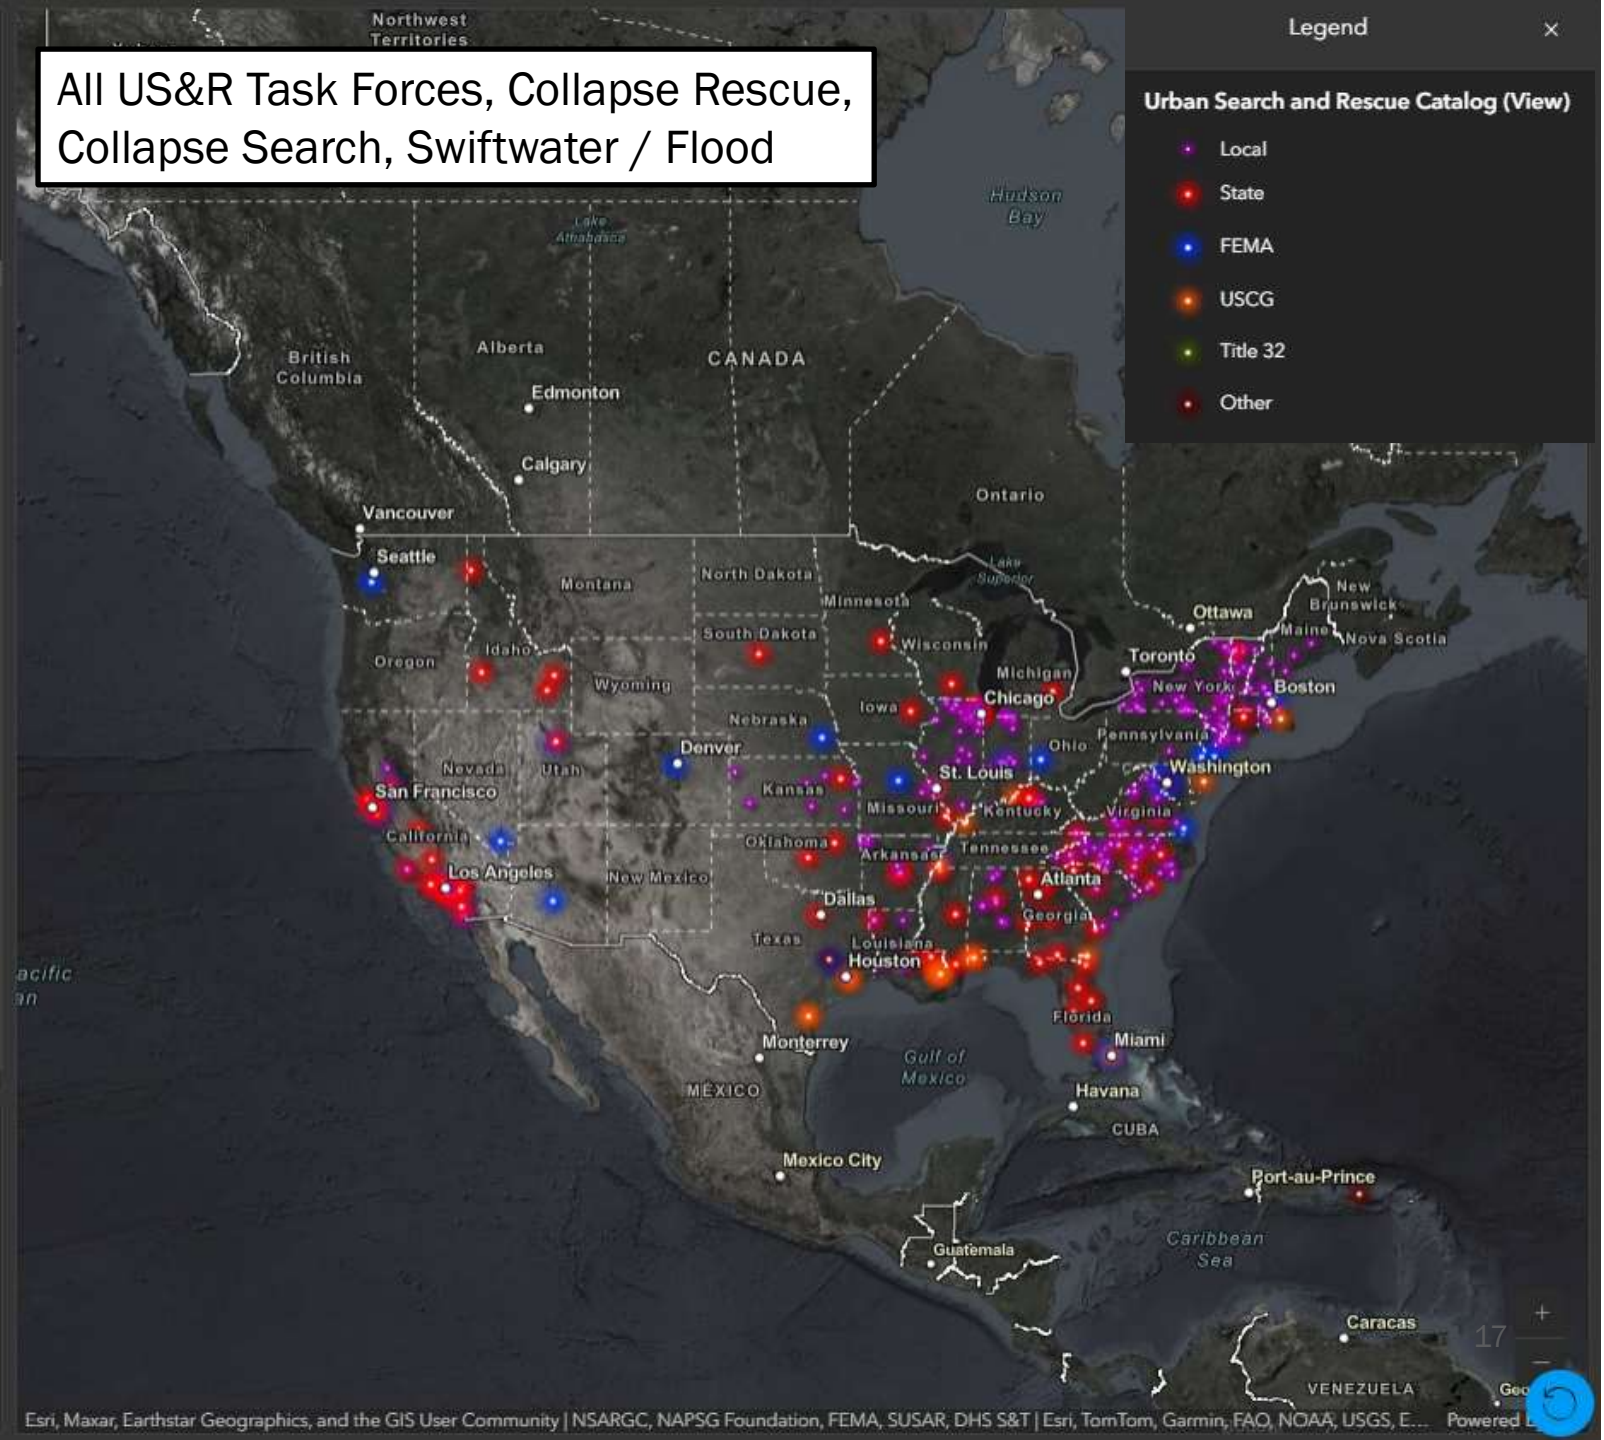 Northwest
Territories
All US&R Task Forces, Collapse Rescue,
Collapse Search, Swiftwater / Flood
Legend
Urban Search and Rescue Catalog (View)
Local
State
FEMA
USCG
Title 32
Other
Hudson
Bay
Lake
Athabasca
British
Columbia
Alberta
CANADA
Edmonton
Calgary
Ontario
Vancouver
Seattle
Montana
North Dakota
Minnesota
Lake
Superior
New
Brunswick
Ottawa
Maine
Nova Scotia
Oregon
Idaho
South Dakota
Wisconsin
Toronto
Wyoming
Michigan
New York
Boston
Chicago
Iowa
Nebraska
Pennsylvania
Ohio
Denver
Nevada
Utah
St. Louis
Washington
San Francisco
Kansas
Missouri
Kentucky
Virginia
California
Oklahoma
Arkansas
Tennessee
Los Angeles
New Mexico
Atlanta
Dallas
Georgia
Texas
Louisiana
Houston
acific
an
Florida
Monterrey
Miami
Gulf of
Mexico
MÉXICO
Havana
CUBA
Mexico City
Port-au-Prince
Caribbean
Sea
Guatemala
Caracas
17
VENEZUELA
Geo
Esri, Maxar, Earthstar Geographics, and the GIS User Community | NSARGC, NAPSG Foundation, FEMA, SUSAR, DHS S&T | Esri, TomTom, Garmin, FAO, NOAA, USGS, E... Powered